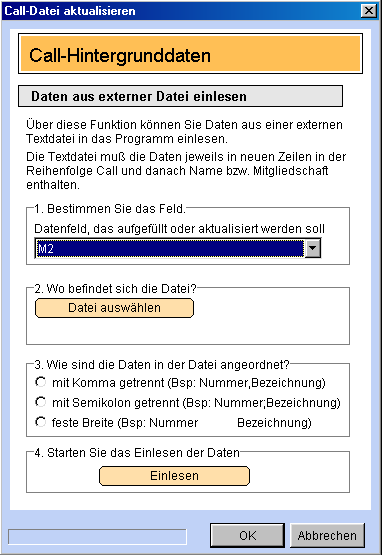 Call-Datei aktualisieren
Call-Hintergrunddaten
Daten aus externer Datei einlesen
Über diese Funktion können Sie Daten aus einer externen
Textdatei in das Programm einlesen.
Die Textdatei muß die Daten jeweils in neuen Zeilen in der
Reihenfolge Call und danach Name bzw. Mitgliedschaft
enthalten.
1. Bestimmen Sie das Feld.
Datenfeld, das aufgefüllt oder aktualisiert werden soll
M2
2. Wo befindet sich die Datei?
Datei auswählen
3. Wie sind die Daten in der Datei angeordnet?
mit Komma getrennt (Bsp: Nummer,Bezeichnung)
mit Semikolon getrennt (Bsp: Nummer;Bezeichnung)
feste Breite (Bsp: Nummer Bezeichnung)
4. Starten Sie das Einlesen der Daten
Einlesen
OK Abbrechen